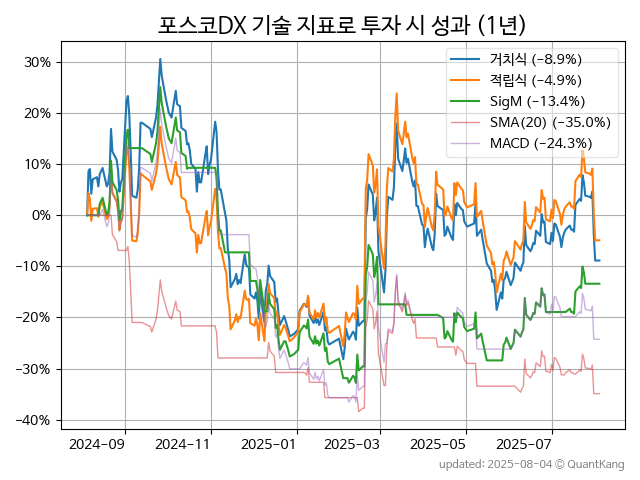 포스코DX 기술 지표로 투자 시 성과 (1년)
거치식 (−8.9%)
적립식 (−4.9%)
SigM (−13.4%)
SMA(20) (−35.0%)
MACD (−24.3%)
30%
20%
10%
0%
−10%
−20%
−30%
−40%
2024-09 2024-11 2025-01 2025-03 2025-05 2025-07
updated: 2025-08-04 © QuantKang